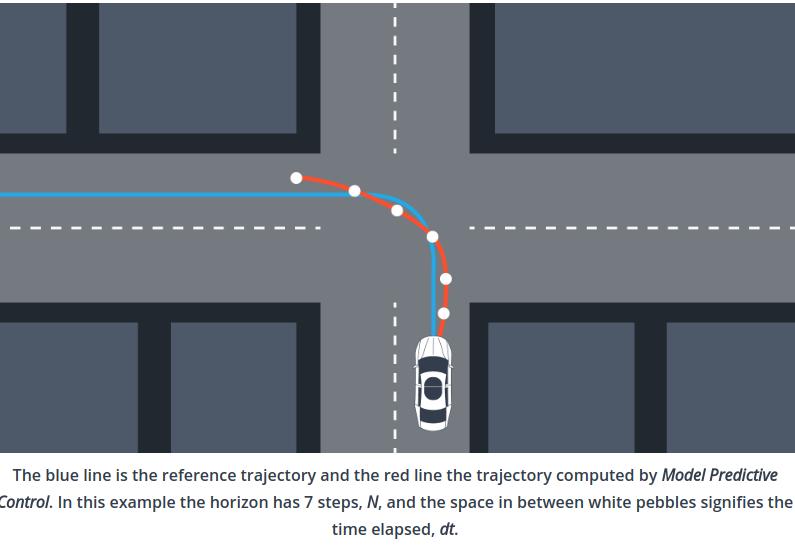 The blue line is the reference trajectory and the red line the trajectory computed by Model Predictive
Control. In this example the horizon has 7 steps, N, and the space in between white pebbles signifies the
time elapsed, dt.